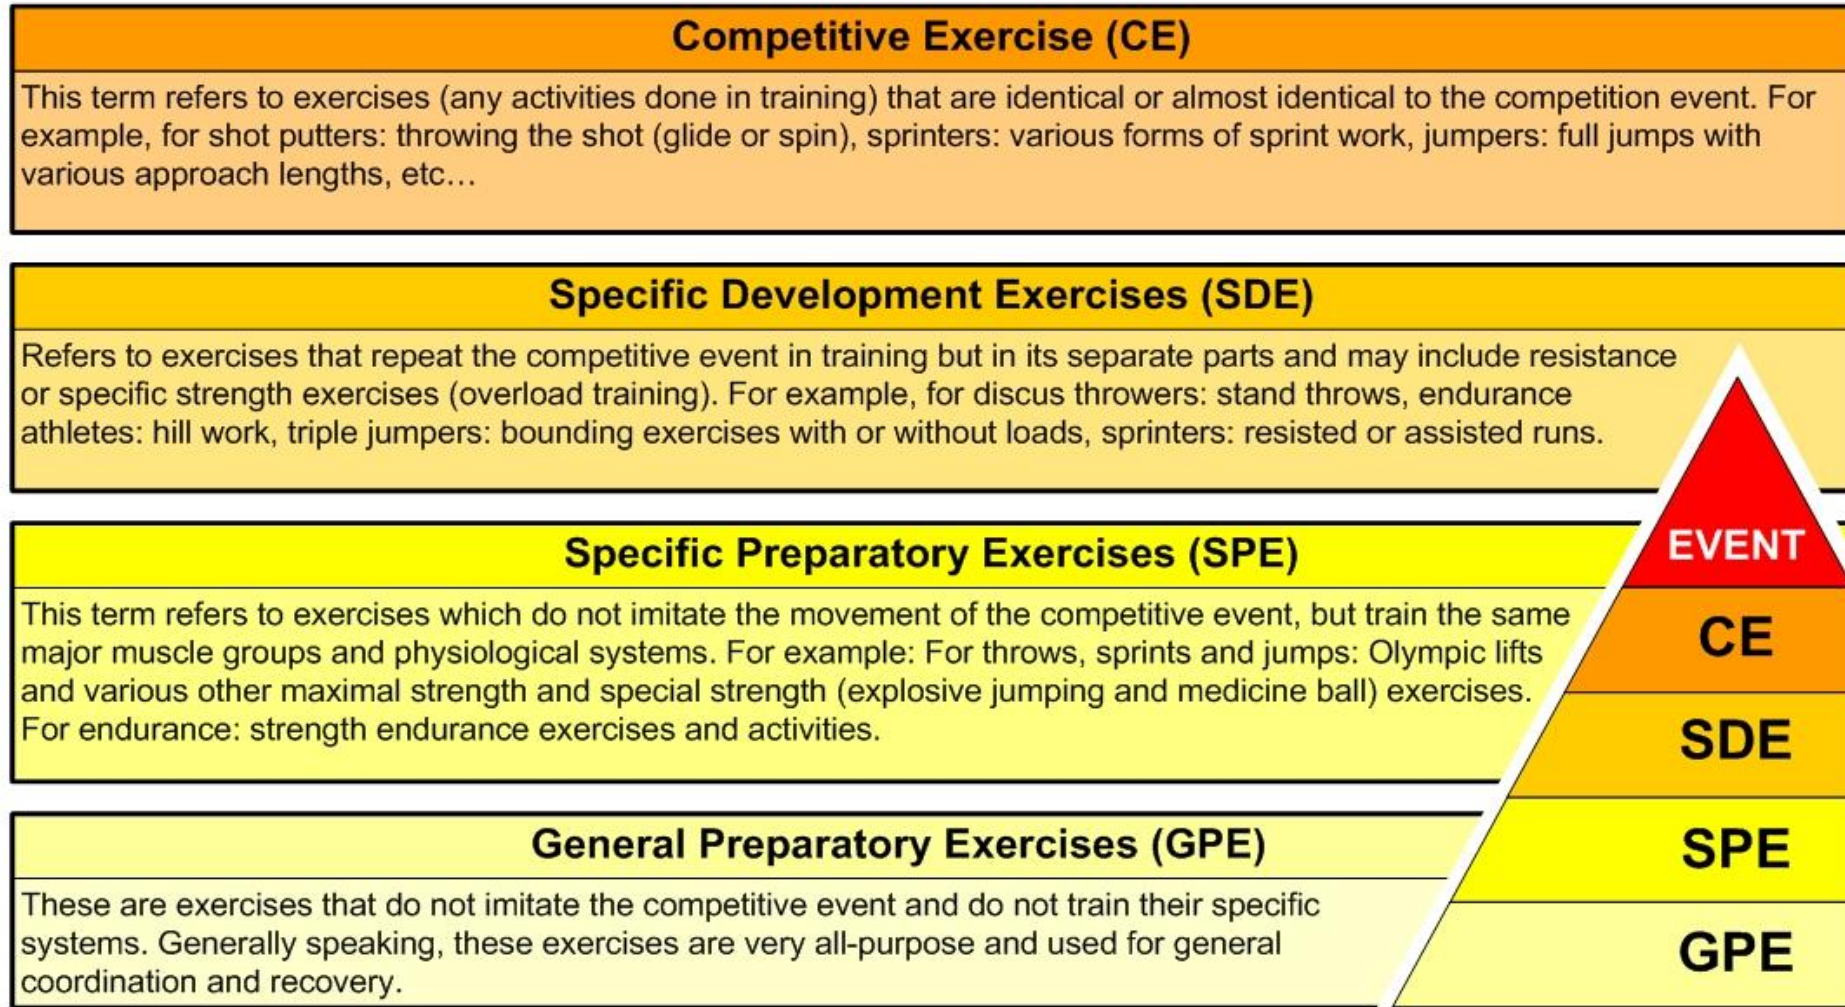 Competitive Exercise (CE)
This term refers to exercises (any activities done in training) that are identical or almost identical to the competition event. For
example, for shot putters: throwing the shot (glide or spin), sprinters: various forms of sprint work, jumpers: full jumps with
various approach lengths, etc…
Specific Development Exercises (SDE)
Refers to exercises that repeat the competitive event in training but in its separate parts and may include resistance
or specific strength exercises (overload training). For example, for discus throwers: stand throws, endurance
athletes: hill work, triple jumpers: bounding exercises with or without loads, sprinters: resisted or assisted runs.
Specific Preparatory Exercises (SPE)
This term refers to exercises which do not imitate the movement of the competitive event, but train the same
major muscle groups and physiological systems. For example: For throws, sprints and jumps: Olympic lifts
and various other maximal strength and special strength (explosive jumping and medicine ball) exercises.
For endurance: strength endurance exercises and activities.
General Preparatory Exercises (GPE)
These are exercises that do not imitate the competitive event and do not train their specific
systems. Generally speaking, these exercises are very all-purpose and used for general
coordination and recovery.
EVENT
CE
SDE
SPE
GPE